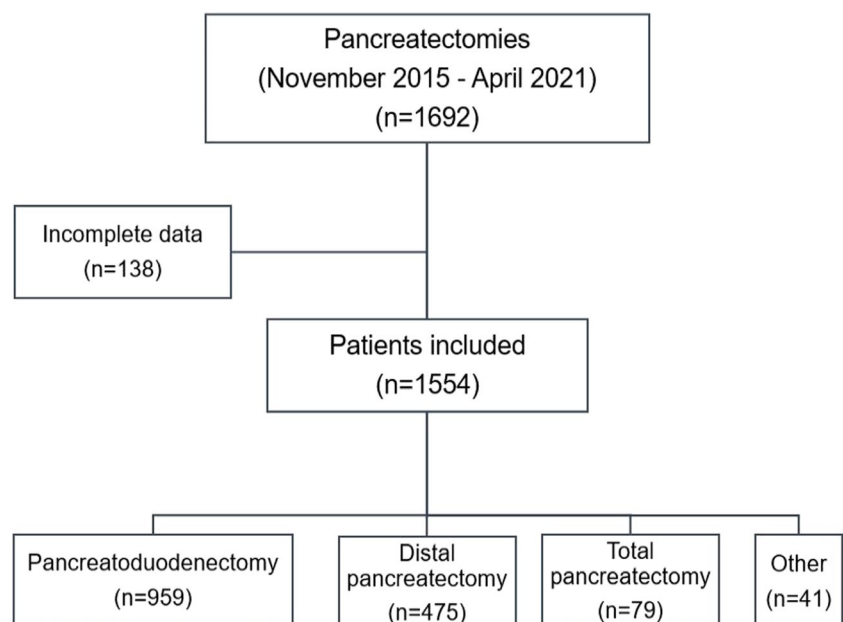 Pancreatectomies
(November 2015 - April 2021)
(n=1692)
Incomplete data
(n=138)
Patients included
(n=1554)
Pancreatoduodenectomy
(n=959)
Distal
pancreatectomy
(n=475)
Total
pancreatectomy
(n=79)
Other
(n=41)